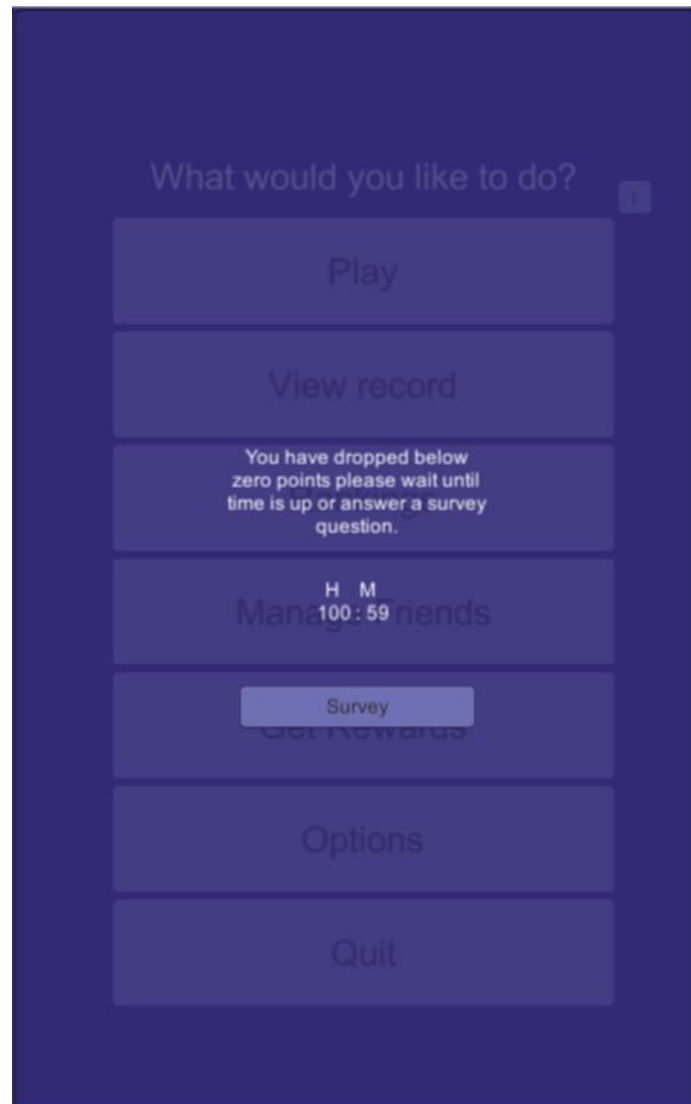 What would you like to do?
Play
View record
You have dropped below
zero points please wait until
time is up or answer a survey
question.
Rankings
H M
100 : 59
Manage Friends
Survey
Get Rewards
Options
Quit